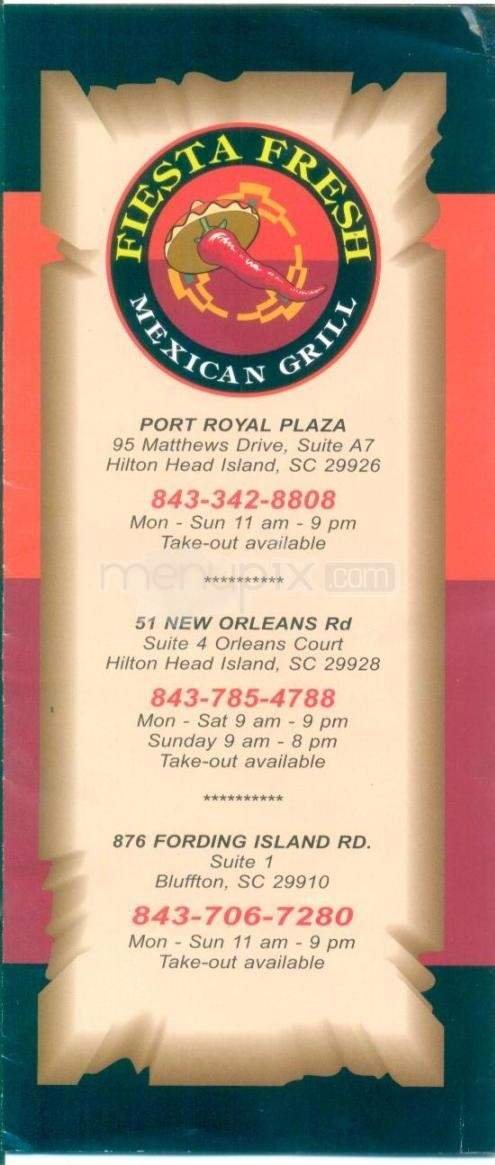 FIESTA FRESH
MEXICAN GRILL
PORT ROYAL PLAZA
95 Matthews Drive, Suite A7
Hilton Head Island, SC 29926
843-342-8808
Mon - Sun 11 am - 9 pm
Take-out available
**********
menupix.com
51 NEW ORLEANS Rd
Suite 4 Orleans Court
Hilton Head Island, SC 29928
843-785-4788
Mon - Sat 9 am - 9 pm
Sunday 9 am - 8 pm
Take-out available
**********
876 FORDING ISLAND RD.
Suite 1
Bluffton, SC 29910
843-706-7280
Mon - Sun 11 am - 9 pm
Take-out available